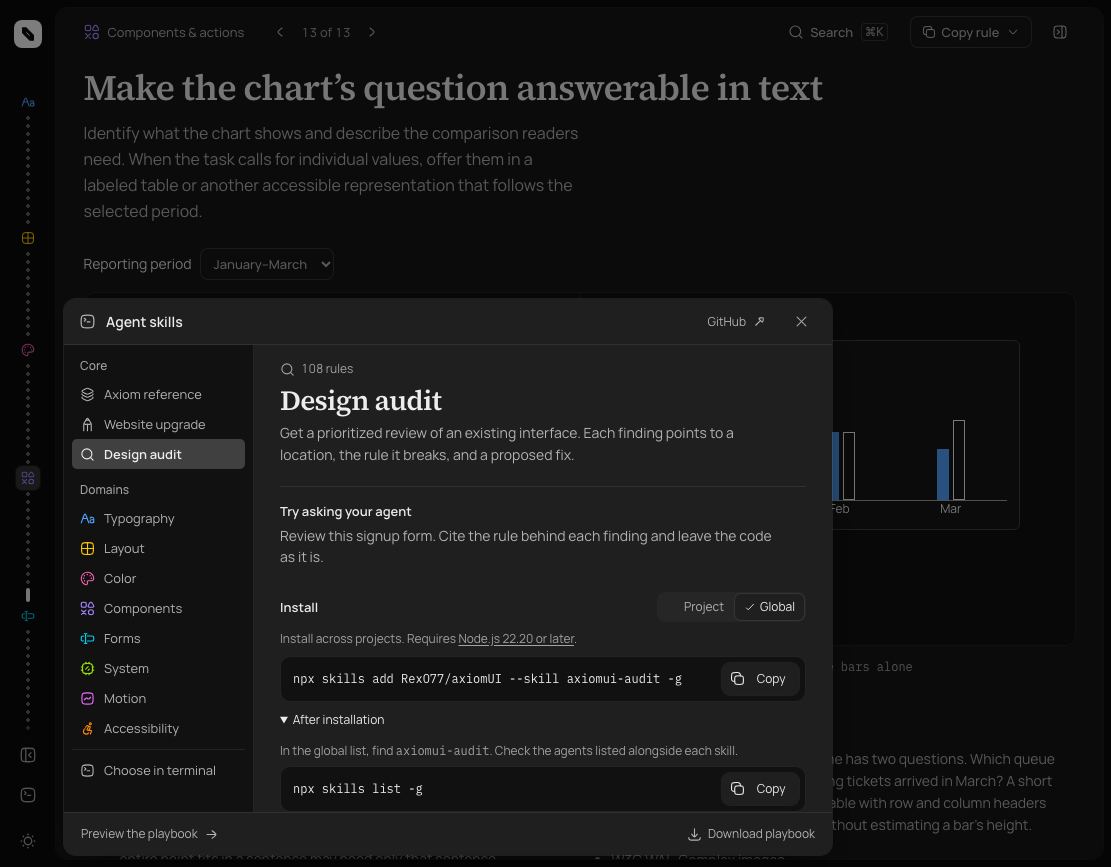 Components & actions
13 of 13
Search
⌘K
Copy rule
Make the chart’s question answerable in text
Identify what the chart shows and describe the comparison readers
need. When the task calls for individual values, offer them in a
labeled table or another accessible representation that follows the
selected period.
Reporting period
January–March
Aa
Agent skills
GitHub
Core
Axiom reference
Website upgrade
Design audit
Domains
Aa Typography
Layout
Color
Components
Forms
System
Motion
Accessibility
Choose in terminal
108 rules
Design audit
Get a prioritized review of an existing interface. Each finding points to a
location, the rule it breaks, and a proposed fix.
Try asking your agent
Review this signup form. Cite the rule behind each finding and leave the code
as it is.
Install
Project
Global
Install across projects. Requires Node.js 22.20 or later.
npx skills add Rex077/axiomUI --skill axiomui-audit -g
Copy
After installation
In the global list, find axiomui-audit. Check the agents listed alongside each skill.
npx skills list -g
Copy
Preview the playbook
Download playbook
Feb
Mar
bars alone
has two questions. Which queue
tickets arrived in March? A short
with row and column headers
estimating a bar’s height.